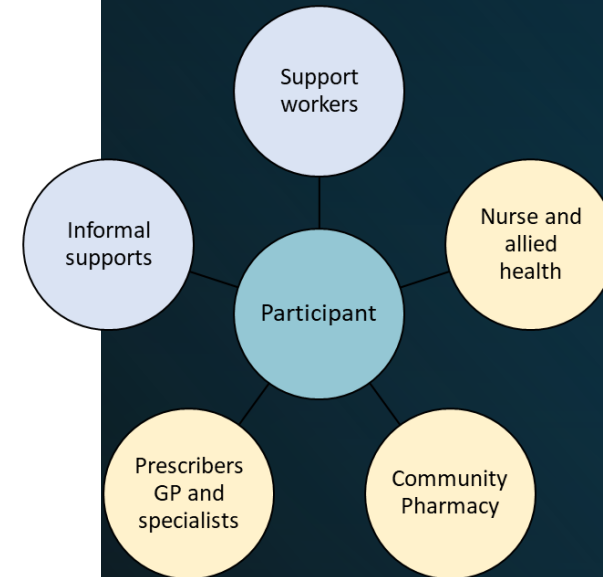 Support
workers
Informal
supports
Nurse and
allied
health
Participant
Prescribers
GP and
specialists
Community
Pharmacy